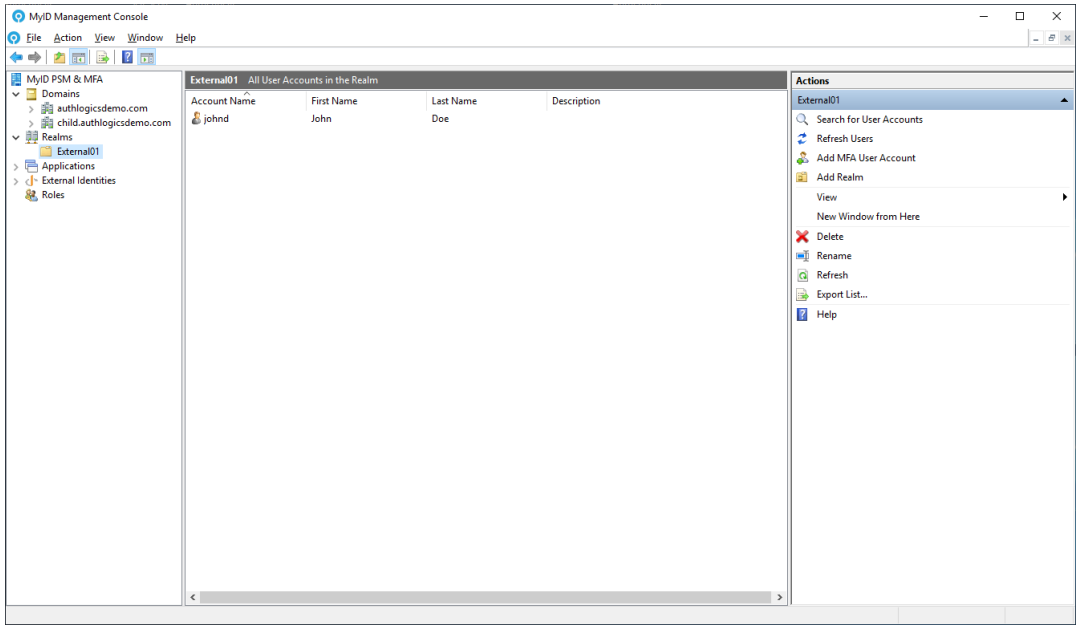 MyID Management Console
File Action View Window Help
MyID PSM & MFA
Domains
authlogicsdemo.com
child.authlogicsdemo.com
Realms
External01
Applications
External Identities
Roles
External01 All User Accounts in the Realm
Account Name First Name Last Name Description
johnd John Doe
Actions
External01
Search for User Accounts
Refresh Users
Add MFA User Account
Add Realm
View
New Window from Here
Delete
Rename
Refresh
Export List...
Help